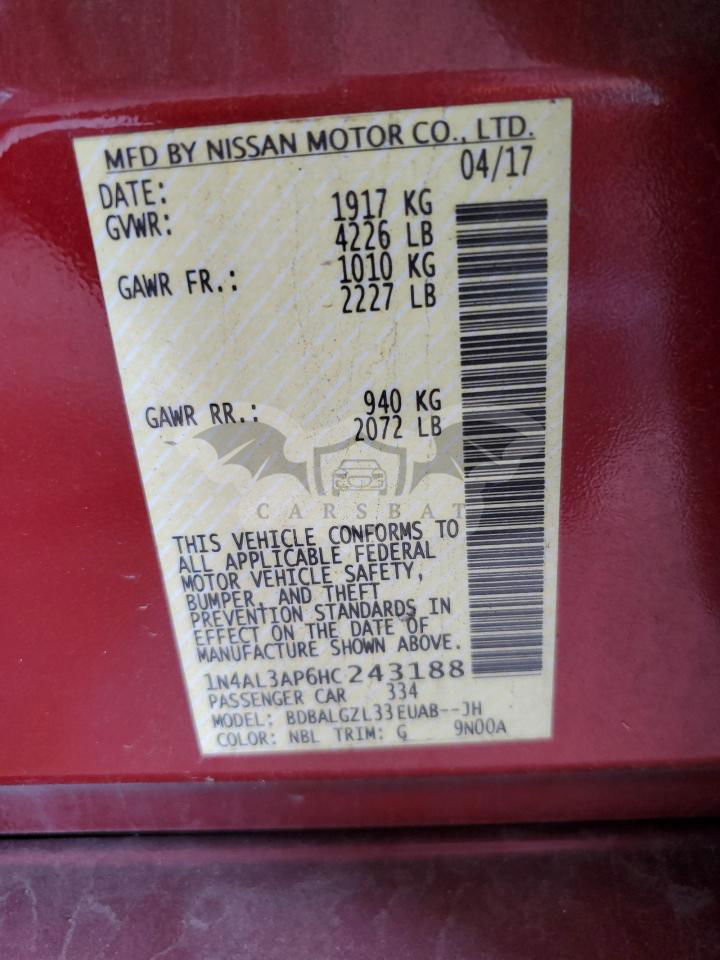 MFD BY NISSAN MOTOR CO., LTD.
DATE: 04/17
GVWR: 1917 KG
4226 LB
GAWR FR.: 1010 KG
2227 LB
GAWR RR.: 940 KG
2072 LB
CARSBAT
THIS VEHICLE CONFORMS TO
ALL APPLICABLE FEDERAL
MOTOR VEHICLE SAFETY,
BUMPER, AND THEFT
PREVENTION STANDARDS IN
EFFECT ON THE DATE OF
MANUFACTURE SHOWN ABOVE.
1N4AL3AP6HC243188
PASSENGER CAR 334
MODEL: BDBALGZL33EUAB--JH
COLOR: NBL TRIM: G 9N00A